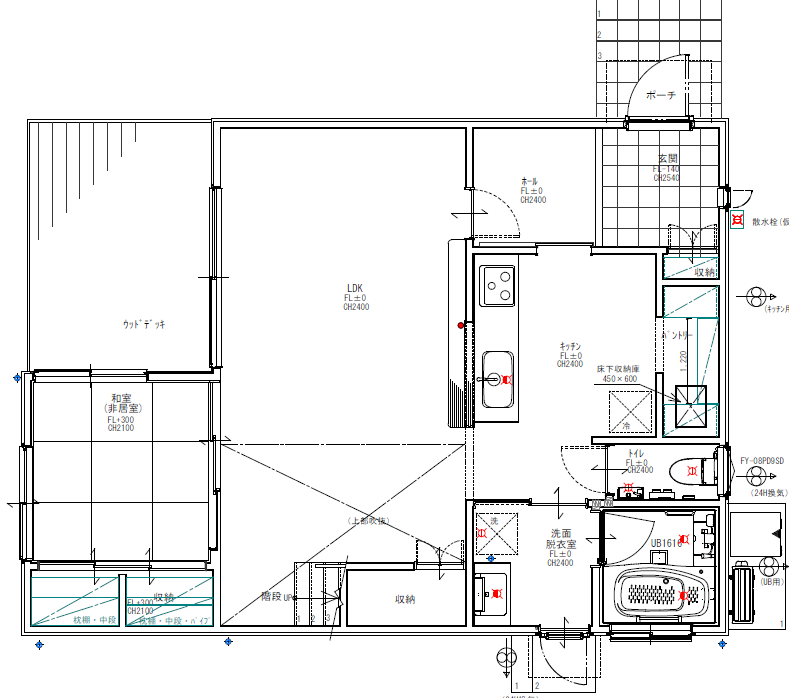 1
2
3
ポーチ
玄関
FL-140
CH2540
ホール
FL±0
CH2400
散水栓(仮
収納
LDK
FL±0
CH2400
(キッチン用
ウッドデッキ
パントリー
キッチン
FL±0
CH2400
1,220
床下収納庫
450×600
和室
(非居室)
FL+300
CH2100
冷
トイレ
FL±0
CH2400
FY-08PD9SD
(24H換気)
(上部吹抜)
洗
洗面
脱衣室
FL±0
CH2400
UB1616
(UB用)
収納
FL+300
CH2100
枕棚・中段
枕棚・中段・パイプ
階段
UP
1
2
3
収納
1
1
2